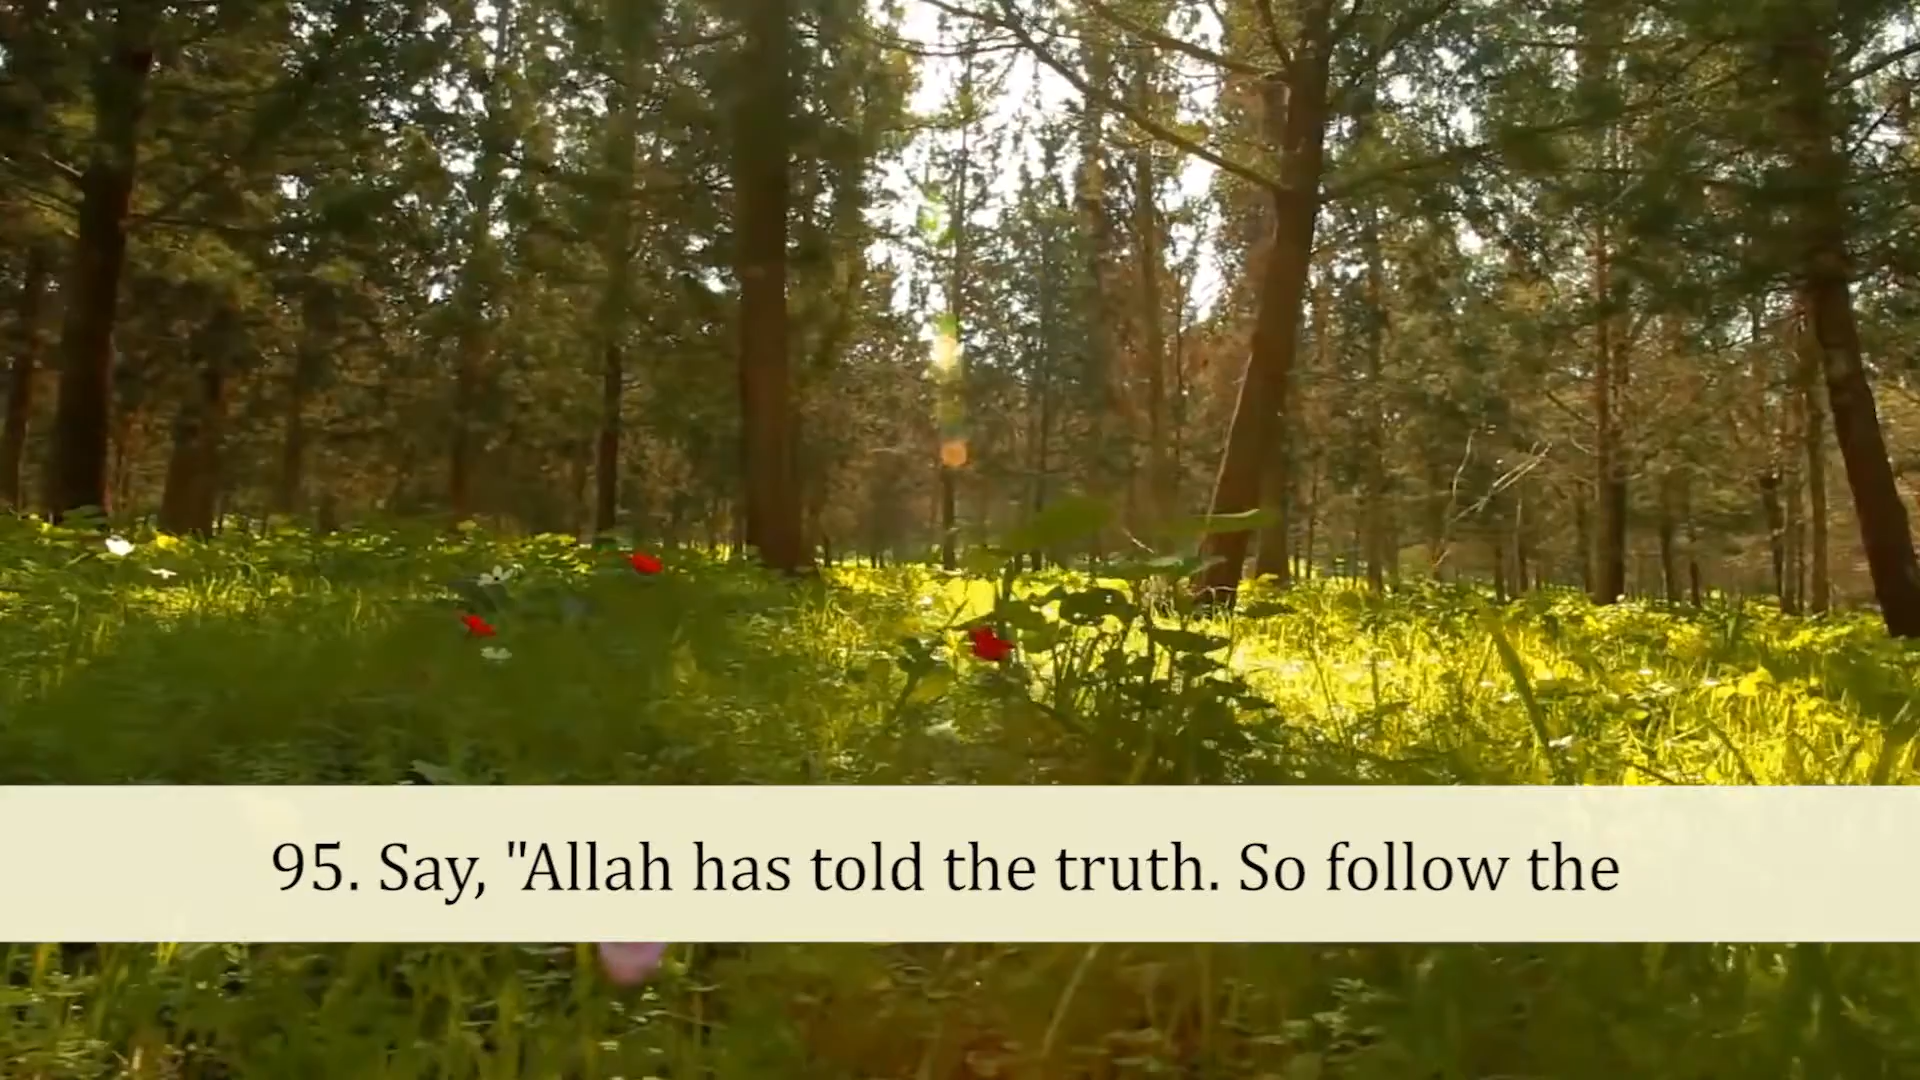 95. Say, "Allah has told the truth. So follow the